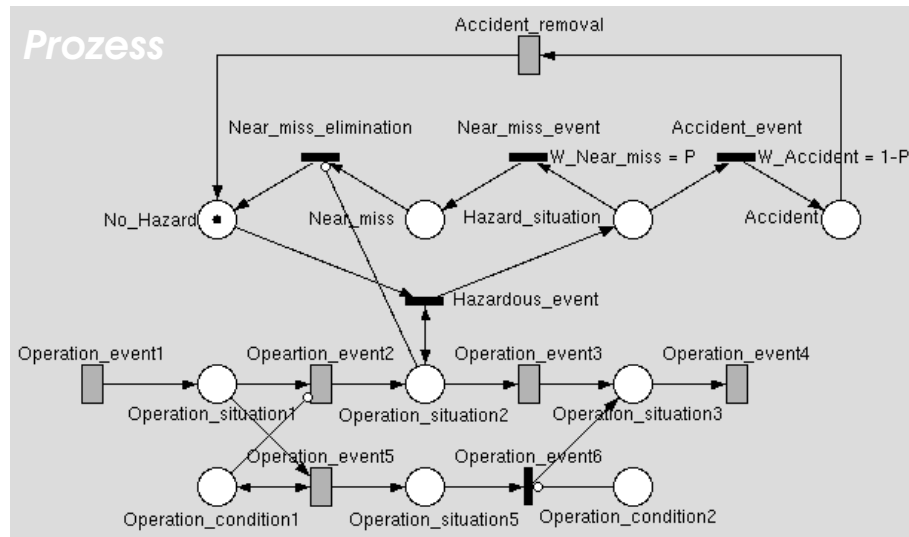 Prozess
Accident_removal
Near_miss_elimination
Near_miss_event
Accident_event
W_Near_miss = P
W_Accident = 1-P
No_Hazard
Near_miss
Hazard_situation
Accident
Hazardous_event
Operation_event1
Opeartion_event2
Operation_event3
Operation_event4
Operation_situation1
Operation_situation2
Operation_situation3
Operation_event5
Operation_event6
Operation_condition1
Operation_situation5
Operation_condition2